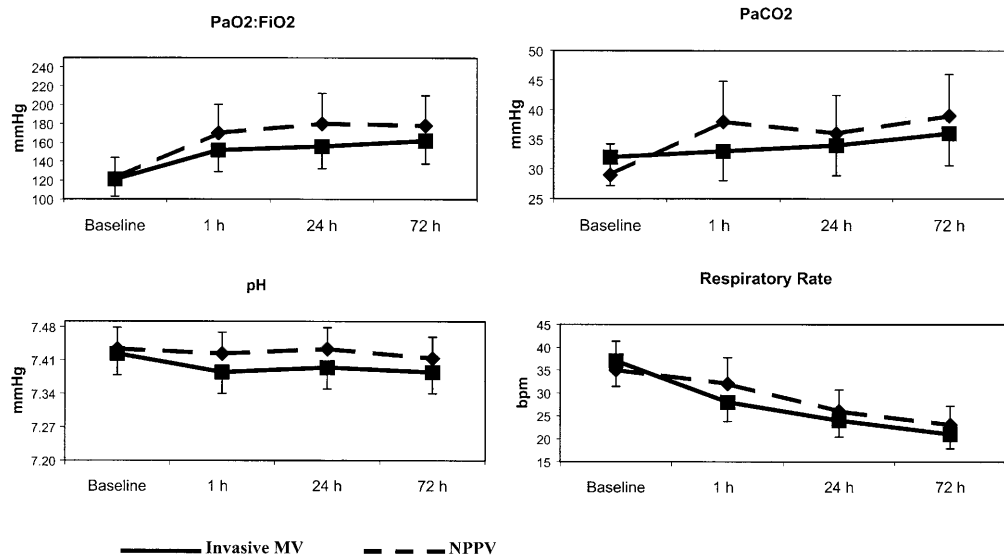 PaO2:FiO2
mmHg
240
220
200
180
160
140
120
100
Baseline 1 h 24 h 72 h
PaCO2
mmHg
50
45
40
35
30
25
Baseline 1 h 24 h 72 h
pH
mmHg
7.48
7.41
7.34
7.27
7.20
Baseline 1 h 24 h 72 h
Respiratory Rate
bpm
45
40
35
30
25
20
15
Baseline 1 h 24 h 72 h
Invasive MV NPPV